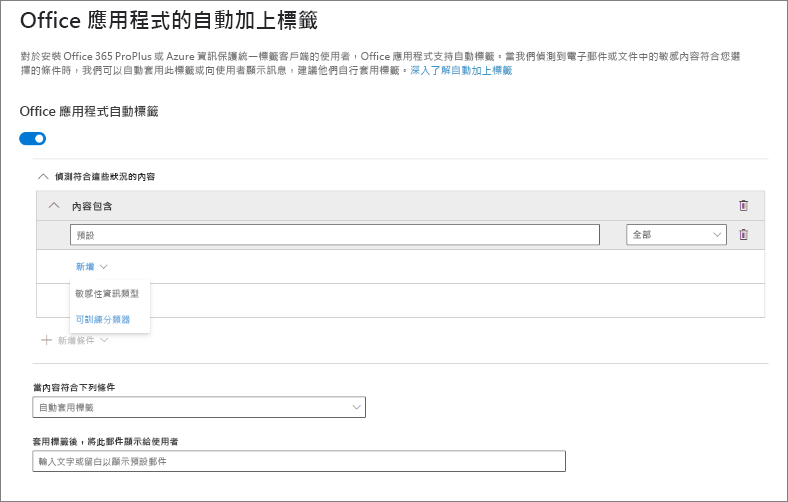 Office 應用程式的自動加上標籤
對於安裝 Office 365 ProPlus 或 Azure 資訊保護統一標籤客戶端的使用者，Office 應用程式支持自動標籤。當我們偵測到電子郵件或文件中的敏感內容符合您選
擇的條件時，我們可以自動套用此標籤或向使用者顯示訊息，建議他們自行套用標籤。深入了解自動加上標籤
Office 應用程式自動標籤
偵測符合這些狀況的內容
內容包含
預設
全部
新增
敏感性資訊類型
可訓練分類器
新增條件
當內容符合下列條件
自動套用標籤
套用標籤後，將此郵件顯示給使用者
輸入文字或留白以顯示預設郵件